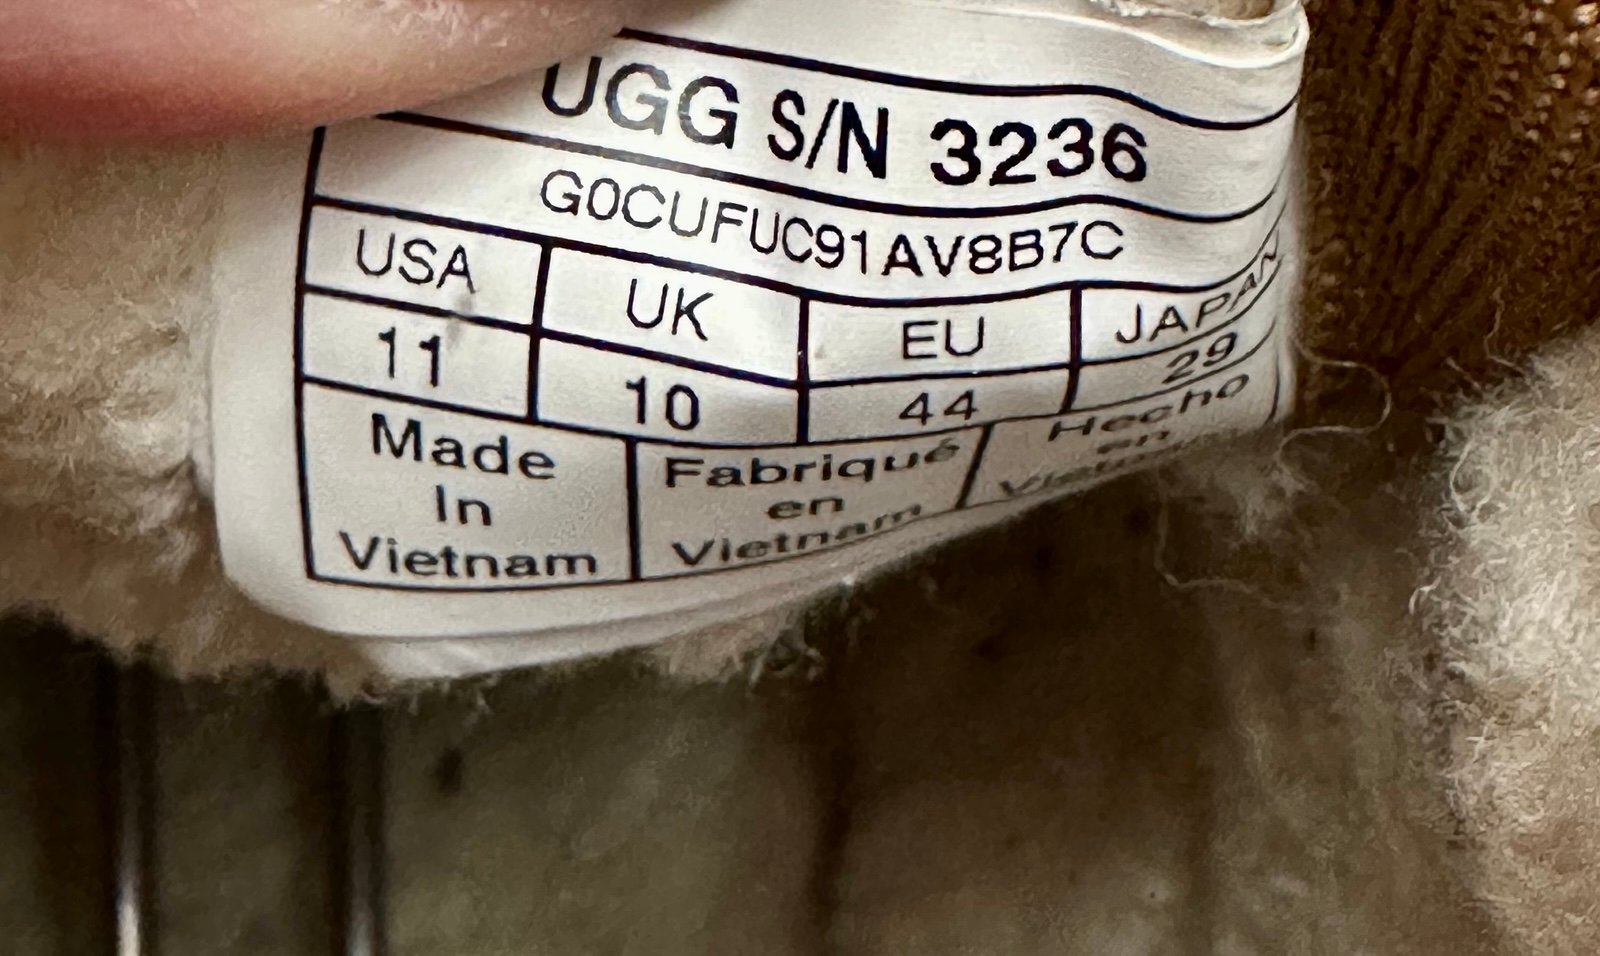 UGG S/N 3236
G0CUFUC91AV8B7C
USA UK EU JAPAN
11 10 44 29
Made Fabriqué Hecho
In en en
Vietnam Vietnam